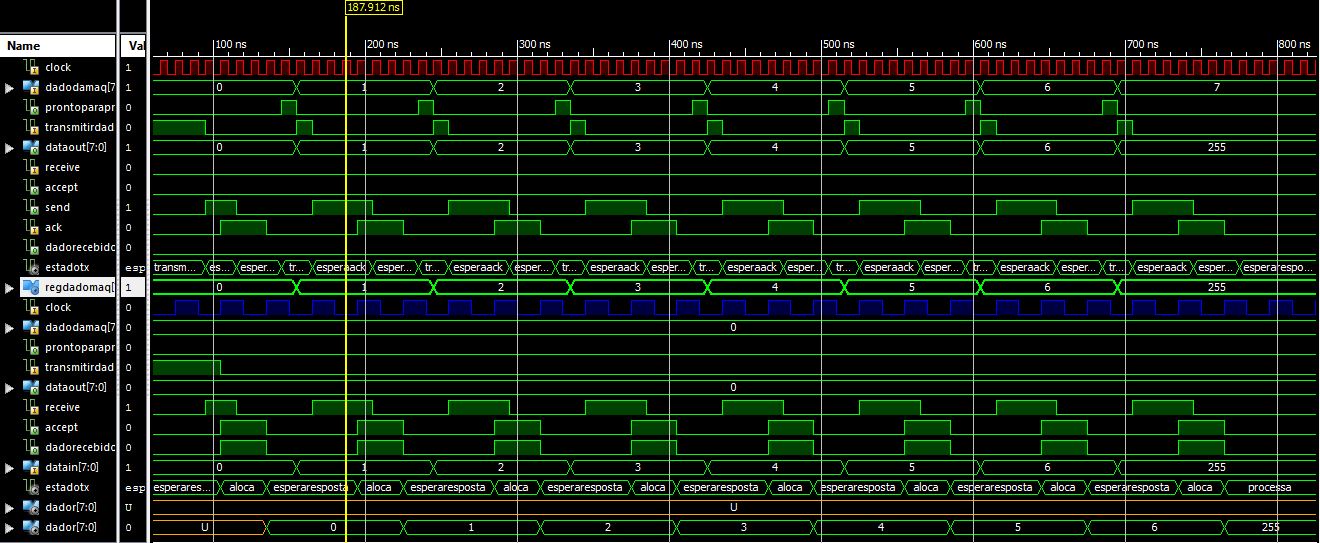 187.912 ns
Name Val 100 ns 200 ns 300 ns 400 ns 500 ns 600 ns 700 ns 800 ns
clock 1
dadodamaq[7 1 0 1 2 3 4 5 6 7
prontoparapr 0
transmitirdad 0
dataout[7:0] 1 0 1 2 3 4 5 6 255
receive 0
accept 0
send 1
ack 0
dadorecebidc 0
estadotx esp transm... es... esper... tr... esperaack esper... tr... esperaack esper... tr... esperaack esper... tr... esperaack esper... tr... esperaack esper... tr... esperaack esper... tr... esperaack esperarespo...
regdadomaq[ 1 0 1 2 3 4 5 6 255
clock 1
dadodamaq[7 0 0
prontoparapr 0
transmitirdad 0
dataout[7:0] 0 0
receive 1
accept 0
dadorecebidc 0
datain[7:0] 1 0 1 2 3 4 5 6 255
estadotx esp esperares... aloca esperaresposta aloca esperaresposta aloca esperaresposta aloca esperaresposta aloca esperaresposta aloca esperaresposta aloca esperaresposta aloca processa
dador[7:0] U U
dador[7:0] 0 U 0 1 2 3 4 5 6 255